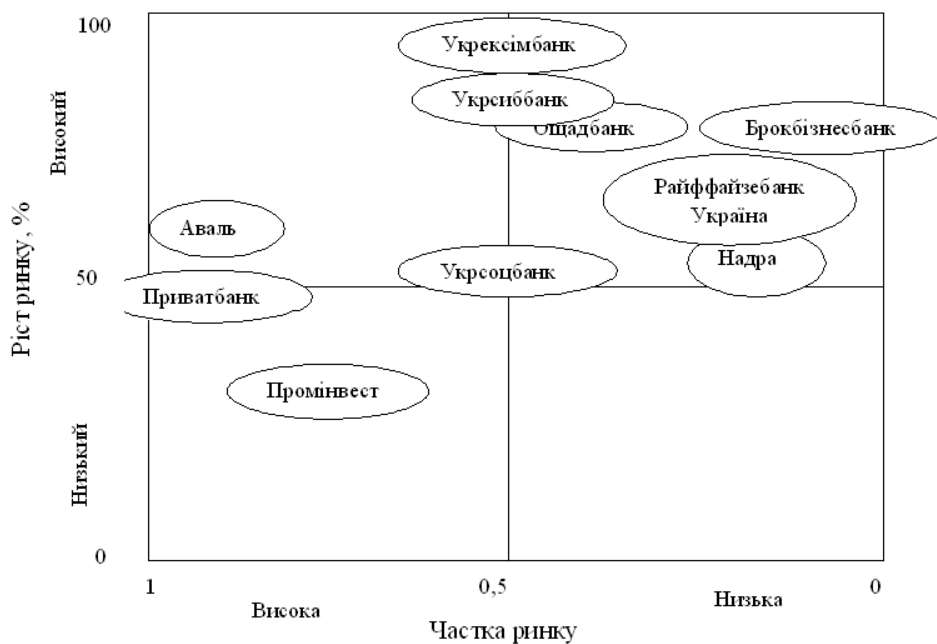 100
Укрексімбанк
Укрсиббанк
Ощадбанк
Брокбізнесбанк
Високий
Райффайзебанк
Україна
Аваль
Ріст ринку, %
Надра
Укрсоцбанк
50
Приватбанк
Промінвест
Низький
0
1
0,5
0
Висока
Низька
Частка ринку